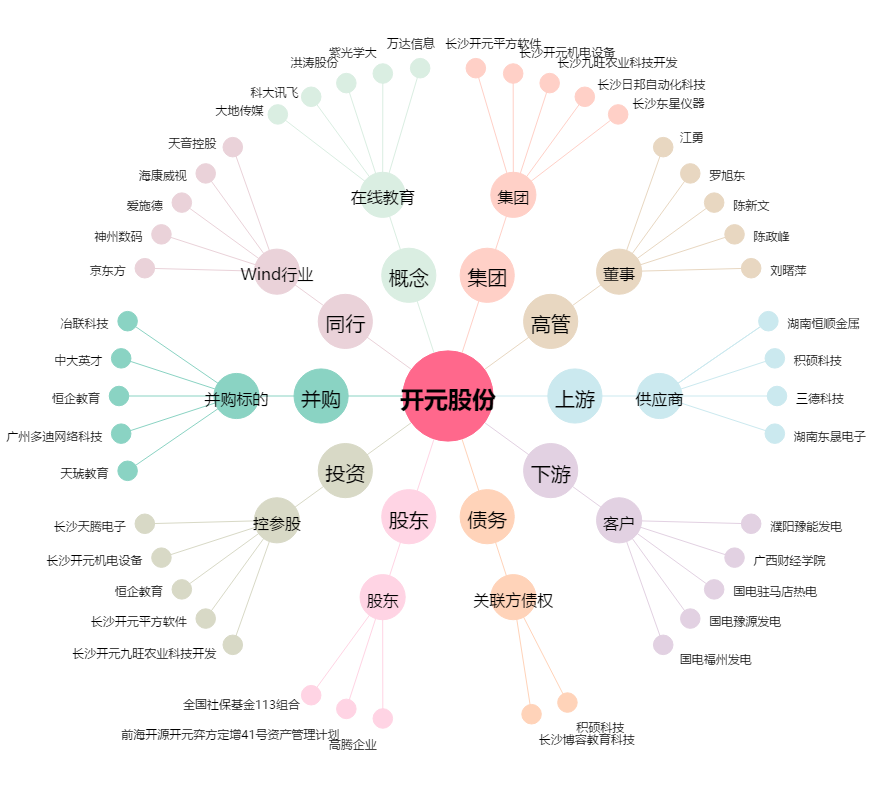 万达信息
长沙开元平方软件
紫光学大
长沙开元机电设备
洪涛股份
长沙九旺农业科技开发
科大讯飞
长沙日邦自动化科技
大地传媒
长沙东星仪器
天音控股
江勇
海康威视
罗旭东
在线教育
集团
爱施德
陈新文
神州数码
陈政峰
京东方
Wind行业
概念
集团
董事
刘曙萍
冶联科技
同行
高管
湖南恒顺金属
中大英才
积硕科技
恒企教育
并购标的
并购
开元股份
上游
供应商
三德科技
广州多迪网络科技
湖南东晟电子
天琥教育
投资
下游
长沙天腾电子
控参股
股东
债务
客户
濮阳豫能发电
长沙开元机电设备
广西财经学院
恒企教育
国电驻马店热电
股东
关联方债权
长沙开元平方软件
国电豫源发电
长沙开元九旺农业科技开发
国电福州发电
全国社保基金113组合
积硕科技
前海开源开元弈方定增41号资产管理计划
长沙博容教育科技
高腾企业